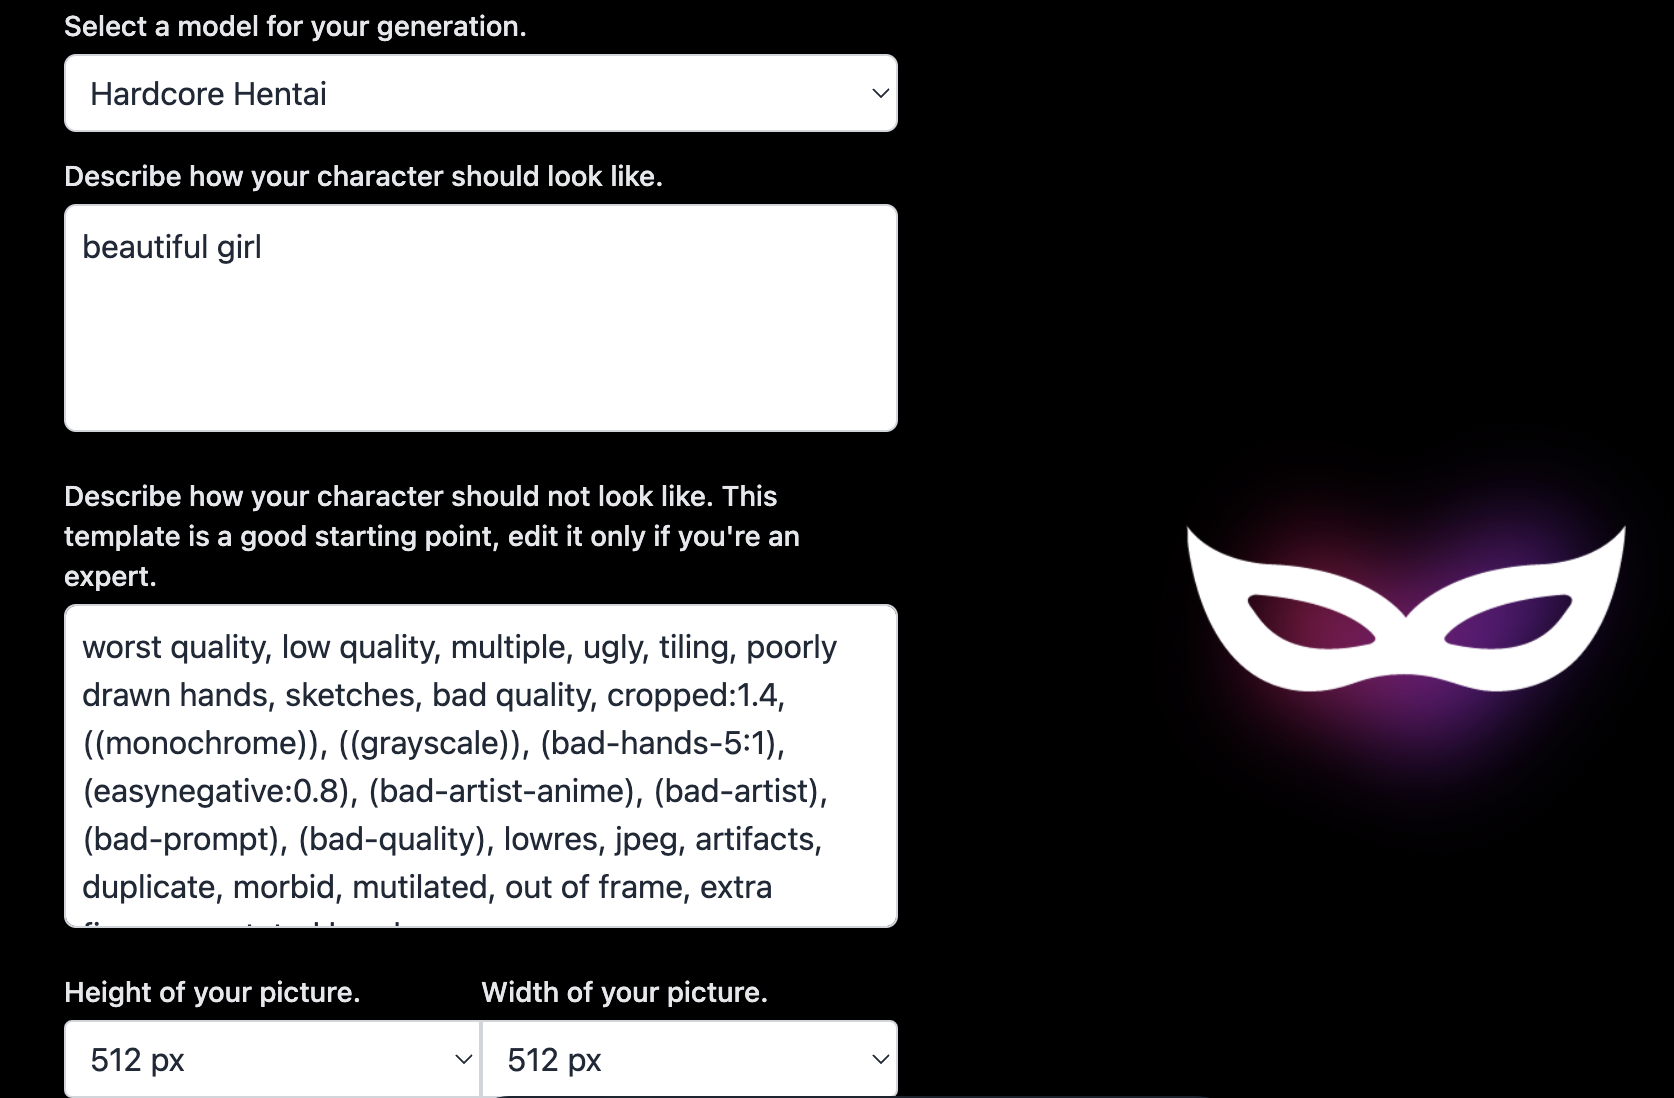 Select a model for your generation.
Hardcore Hentai
Describe how your character should look like.
beautiful girl
Describe how your character should not look like. This
template is a good starting point, edit it only if you're an
expert.
worst quality, low quality, multiple, ugly, tiling, poorly
drawn hands, sketches, bad quality, cropped:1.4,
((monochrome)), ((grayscale)), (bad-hands-5:1),
(easynegative:0.8), (bad-artist-anime), (bad-artist),
(bad-prompt), (bad-quality), lowres, jpeg, artifacts,
duplicate, morbid, mutilated, out of frame, extra
Height of your picture.
Width of your picture.
512 px
512 px